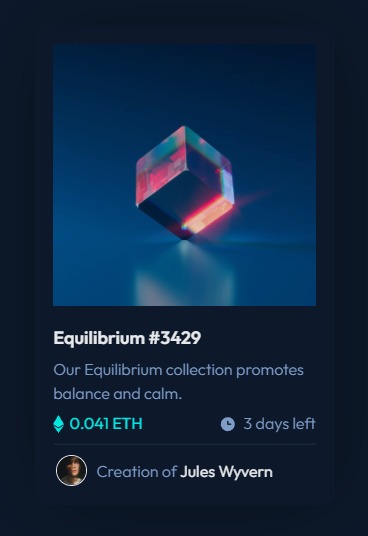 Equilibrium #3429
Our Equilibrium collection promotes
balance and calm.
0.041 ETH 3 days left
Creation of Jules Wyvern